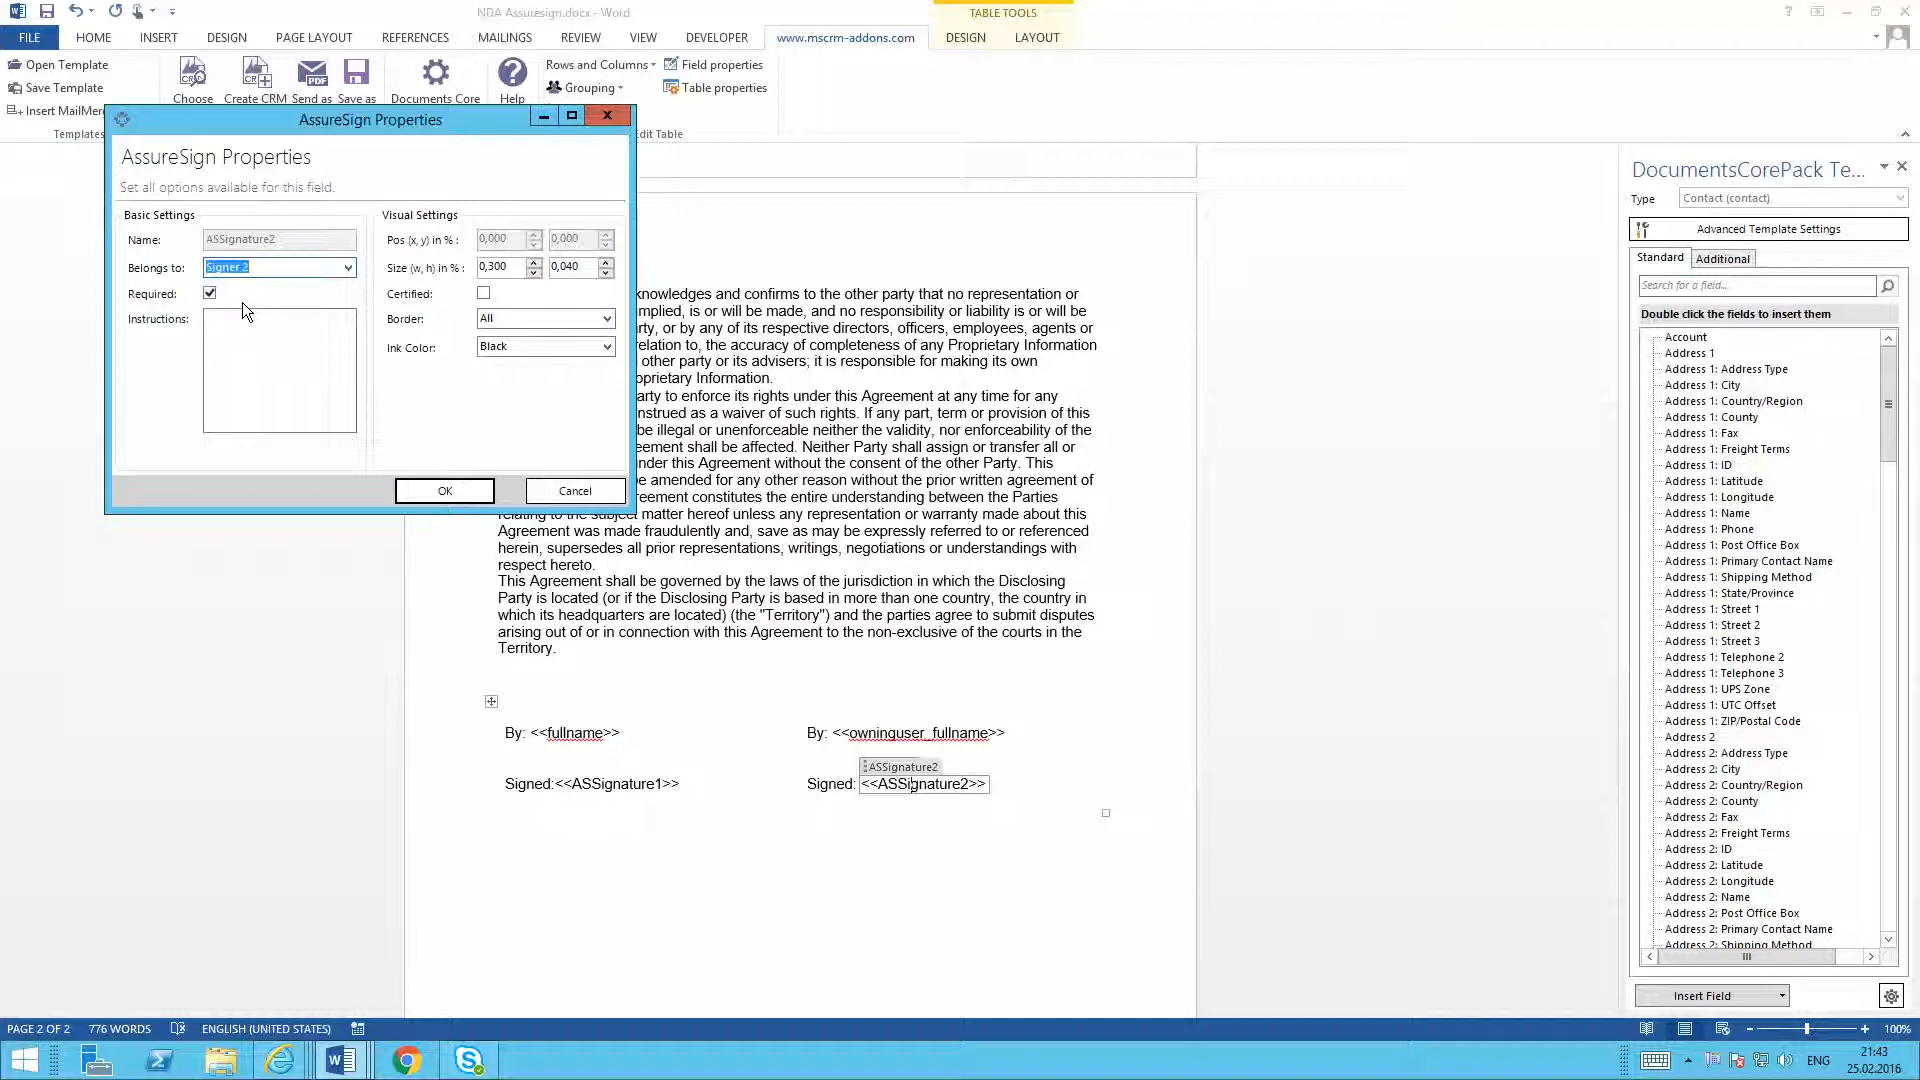 NDA Assuresign.docx - Word
TABLE TOOLS
FILE
HOME
INSERT
DESIGN
PAGE LAYOUT
REFERENCES
MAILINGS
REVIEW
VIEW
DEVELOPER
www.mscrm-addons.com
DESIGN
LAYOUT
Open Template
Save Template
Insert MailMer
Templates
Choose
Create CRM
Send as
Save as
Documents Core
Help
Rows and Columns
Grouping
Field properties
Table properties
dit Table
AssureSign Properties
AssureSign Properties
Set all options available for this field.
Basic Settings
Name:
ASSignature2
Belongs to:
Signer 2
Required:
Instructions:
Visual Settings
Pos (x, y) in % :
0,000
0,000
Size (w, h) in % :
0,300
0,040
Certified:
Border:
All
Ink Color:
Black
OK
Cancel
knowledges and confirms to the other party that no representation or
mplied, is or will be made, and no responsibility or liability is or will be
rty, or by any of its respective directors, officers, employees, agents or
elation to, the accuracy of completeness of any Proprietary Information
other party or its advisers; it is responsible for making its own
oprietary Information.
arty to enforce its rights under this Agreement at any time for any
nstrued as a waiver of such rights. If any part, term or provision of this
be illegal or unenforceable neither the validity, nor enforceability of the
eement shall be affected. Neither Party shall assign or transfer all or
nder this Agreement without the consent of the other Party. This
be amended for any other reason without the prior written agreement of
reement constitutes the entire understanding between the Parties
relating to the subject matter hereof unless any representation or warranty made about this
Agreement was made fraudulently and, save as may be expressly referred to or referenced
herein, supersedes all prior representations, writings, negotiations or understandings with
respect hereto.
This Agreement shall be governed by the laws of the jurisdiction in which the Disclosing
Party is located (or if the Disclosing Party is based in more than one country, the country in
which its headquarters are located) (the "Territory") and the parties agree to submit disputes
arising out of or in connection with this Agreement to the non-exclusive of the courts in the
Territory.
By: <<fullname>>
By: <<owninguser_fullname>>
ASSignature2
Signed:<<ASSignature1>>
Signed: <<ASSignature2>>
DocumentsCorePack Te...
Type
Contact (contact)
Advanced Template Settings
Standard
Additional
Search for a field...
Double click the fields to insert them
Account
Address 1
Address 1: Address Type
Address 1: City
Address 1: Country/Region
Address 1: County
Address 1: Fax
Address 1: Freight Terms
Address 1: ID
Address 1: Latitude
Address 1: Longitude
Address 1: Name
Address 1: Phone
Address 1: Post Office Box
Address 1: Primary Contact Name
Address 1: Shipping Method
Address 1: State/Province
Address 1: Street 1
Address 1: Street 2
Address 1: Street 3
Address 1: Telephone 2
Address 1: Telephone 3
Address 1: UPS Zone
Address 1: UTC Offset
Address 1: ZIP/Postal Code
Address 2
Address 2: Address Type
Address 2: City
Address 2: Country/Region
Address 2: County
Address 2: Fax
Address 2: Freight Terms
Address 2: ID
Address 2: Latitude
Address 2: Longitude
Address 2: Name
Address 2: Post Office Box
Address 2: Primary Contact Name
Address 2: Shipping Method
Insert Field
PAGE 2 OF 2
776 WORDS
ENGLISH (UNITED STATES)
100%
ENG
21:43
25.02.2016